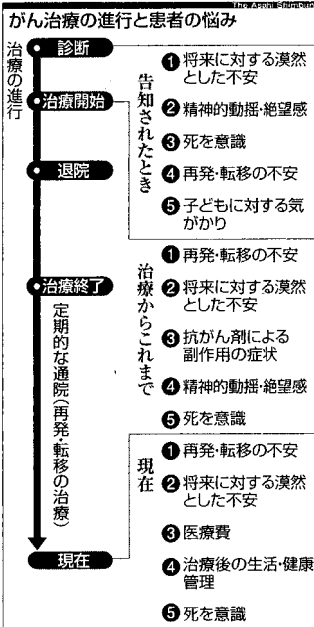 The Asahi Shimbun
がん治療の進行と患者の悩み
治療の進行
診断
治療開始
退院
治療終了
定期的な通院(再発・転移の治療)
現在
告知されたとき
❶将来に対する漠然
とした不安
❷精神的動揺・絶望感
❸死を意識
❹再発・転移の不安
❺子どもに対する気
がかり
治療からこれまで
❶再発・転移の不安
❷将来に対する漠然
とした不安
❸抗がん剤による
副作用の症状
❹精神的動揺・絶望感
❺死を意識
現在
❶再発・転移の不安
❷将来に対する漠然
とした不安
❸医療費
❹治療後の生活・健康
管理
❺死を意識